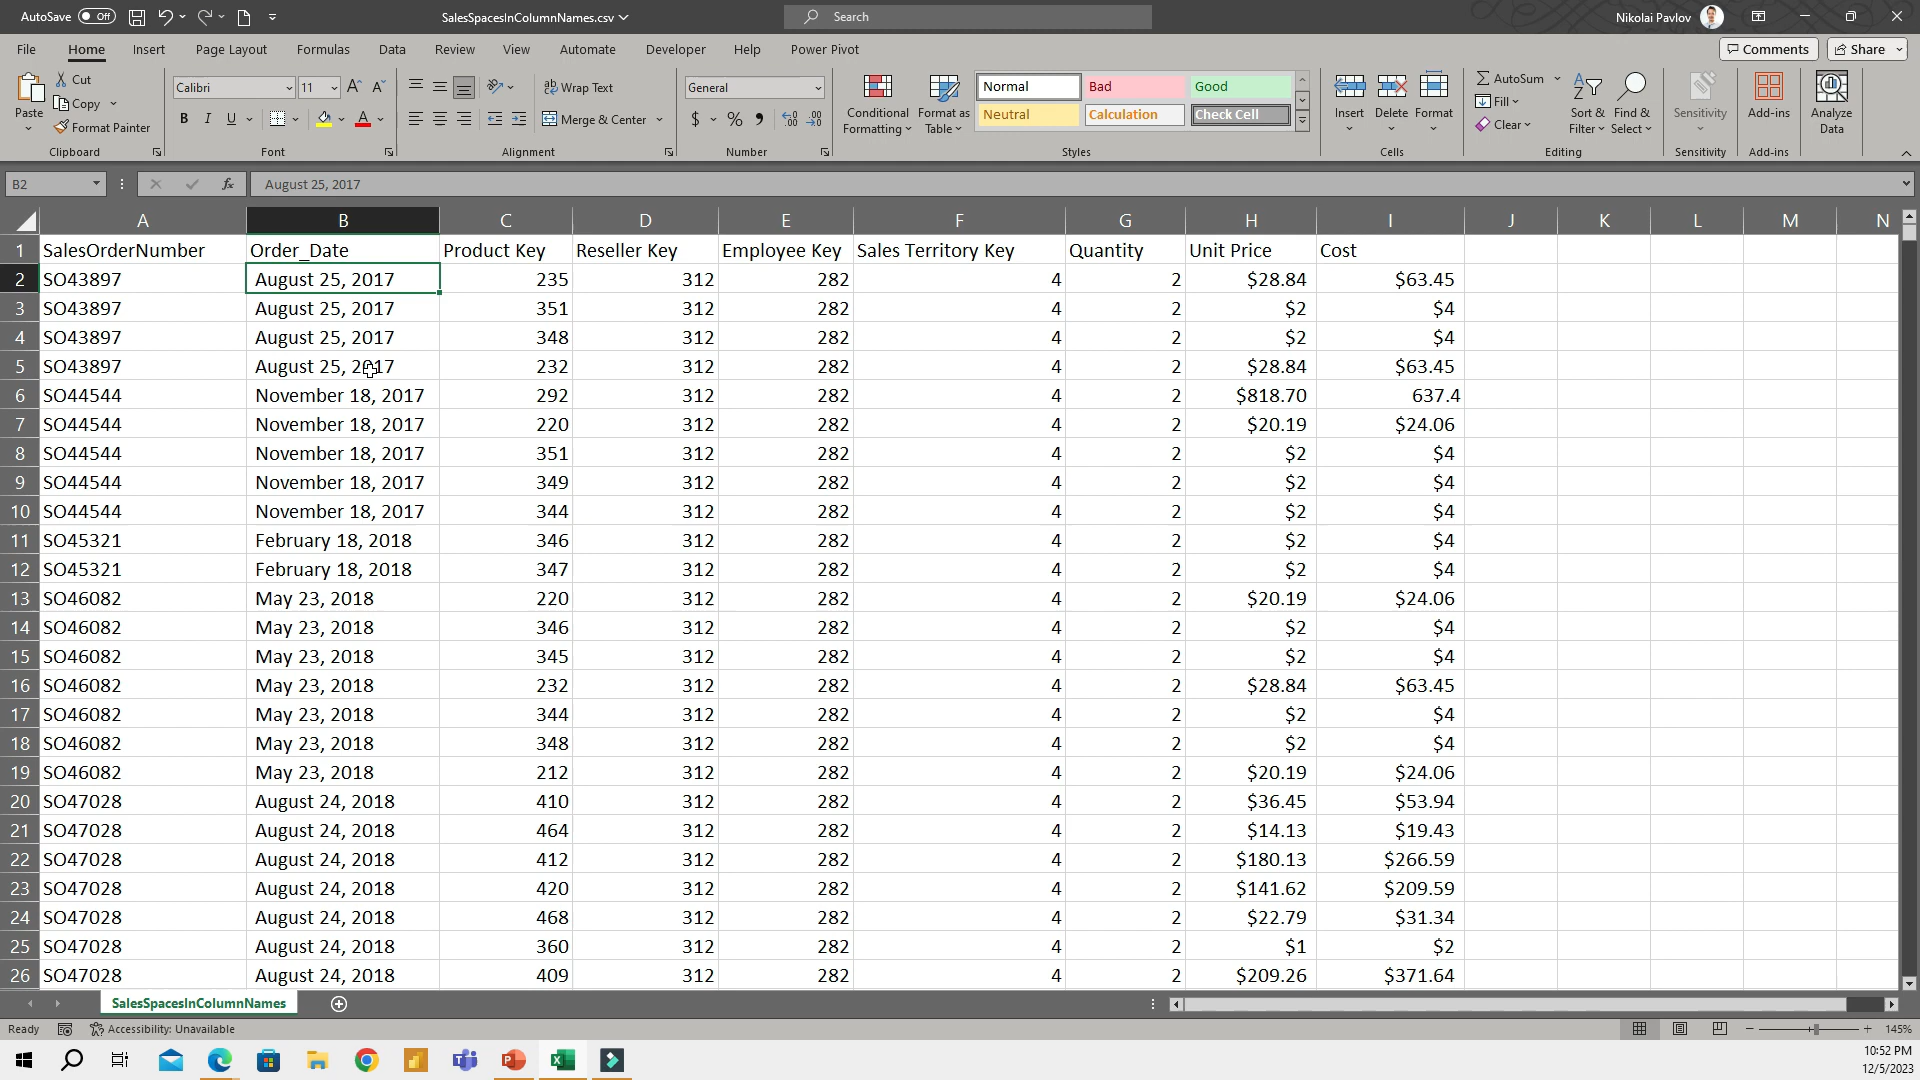 AutoSave Off SalesSpacesInColumnNames.csv Search Nikolai Pavlov
File Home Insert Page Layout Formulas Data Review View Automate Developer Help Power Pivot Comments Share
Paste Cut Copy Format Painter Clipboard
Calibri 11 B I U Font
Wrap Text Merge & Center Alignment
General $ % Number
Conditional Formatting Format as Table Normal Bad Good Neutral Calculation Check Cell Styles
Insert Delete Format Cells
AutoSum Fill Clear Sort & Filter Find & Select Editing
Sensitivity Sensitivity
Add-ins Add-ins
Analyze Data
B2 fx August 25, 2017
A B C D E F G H I J K L M N
1 SalesOrderNumber Order_Date Product Key Reseller Key Employee Key Sales Territory Key Quantity Unit Price Cost
2 SO43897 August 25, 2017 235 312 282 4 2 $28.84 $63.45
3 SO43897 August 25, 2017 351 312 282 4 2 $2 $4
4 SO43897 August 25, 2017 348 312 282 4 2 $2 $4
5 SO43897 August 25, 2017 232 312 282 4 2 $28.84 $63.45
6 SO44544 November 18, 2017 292 312 282 4 2 $818.70 637.4
7 SO44544 November 18, 2017 220 312 282 4 2 $20.19 $24.06
8 SO44544 November 18, 2017 351 312 282 4 2 $2 $4
9 SO44544 November 18, 2017 349 312 282 4 2 $2 $4
10 SO44544 November 18, 2017 344 312 282 4 2 $2 $4
11 SO45321 February 18, 2018 346 312 282 4 2 $2 $4
12 SO45321 February 18, 2018 347 312 282 4 2 $2 $4
13 SO46082 May 23, 2018 220 312 282 4 2 $20.19 $24.06
14 SO46082 May 23, 2018 346 312 282 4 2 $2 $4
15 SO46082 May 23, 2018 345 312 282 4 2 $2 $4
16 SO46082 May 23, 2018 232 312 282 4 2 $28.84 $63.45
17 SO46082 May 23, 2018 344 312 282 4 2 $2 $4
18 SO46082 May 23, 2018 348 312 282 4 2 $2 $4
19 SO46082 May 23, 2018 212 312 282 4 2 $20.19 $24.06
20 SO47028 August 24, 2018 410 312 282 4 2 $36.45 $53.94
21 SO47028 August 24, 2018 464 312 282 4 2 $14.13 $19.43
22 SO47028 August 24, 2018 412 312 282 4 2 $180.13 $266.59
23 SO47028 August 24, 2018 420 312 282 4 2 $141.62 $209.59
24 SO47028 August 24, 2018 468 312 282 4 2 $22.79 $31.34
25 SO47028 August 24, 2018 360 312 282 4 2 $1 $2
26 SO47028 August 24, 2018 409 312 282 4 2 $209.26 $371.64
SalesSpacesInColumnNames
Ready Accessibility: Unavailable 145%
10:52 PM
12/5/2023